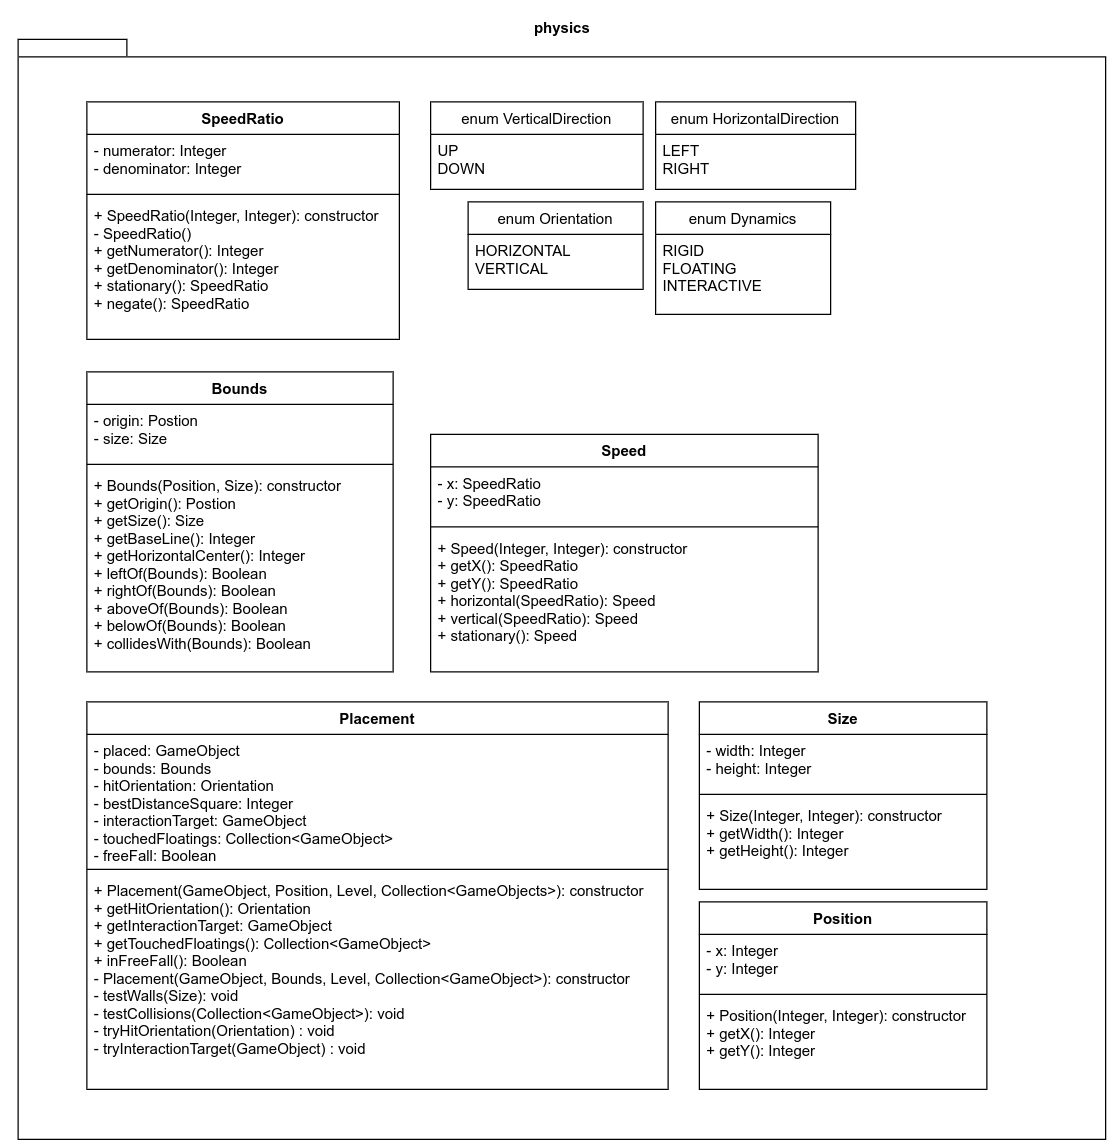 physics
SpeedRatio
- numerator: Integer
- denominator: Integer
+ SpeedRatio(Integer, Integer): constructor
- SpeedRatio()
+ getNumerator(): Integer
+ getDenominator(): Integer
+ stationary(): SpeedRatio
+ negate(): SpeedRatio
enum VerticalDirection
UP
DOWN
enum HorizontalDirection
LEFT
RIGHT
enum Orientation
HORIZONTAL
VERTICAL
enum Dynamics
RIGID
FLOATING
INTERACTIVE
Bounds
- origin: Postion
- size: Size
+ Bounds(Position, Size): constructor
+ getOrigin(): Postion
+ getSize(): Size
+ getBaseLine(): Integer
+ getHorizontalCenter(): Integer
+ leftOf(Bounds): Boolean
+ rightOf(Bounds): Boolean
+ aboveOf(Bounds): Boolean
+ belowOf(Bounds): Boolean
+ collidesWith(Bounds): Boolean
Speed
- x: SpeedRatio
- y: SpeedRatio
+ Speed(Integer, Integer): constructor
+ getX(): SpeedRatio
+ getY(): SpeedRatio
+ horizontal(SpeedRatio): Speed
+ vertical(SpeedRatio): Speed
+ stationary(): Speed
Placement
- placed: GameObject
- bounds: Bounds
- hitOrientation: Orientation
- bestDistanceSquare: Integer
- interactionTarget: GameObject
- touchedFloatings: Collection<GameObject>
- freeFall: Boolean
+ Placement(GameObject, Position, Level, Collection<GameObjects>): constructor
+ getHitOrientation(): Orientation
+ getInteractionTarget: GameObject
+ getTouchedFloatings(): Collection<GameObject>
+ inFreeFall(): Boolean
- Placement(GameObject, Bounds, Level, Collection<GameObject>): constructor
- testWalls(Size): void
- testCollisions(Collection<GameObject>): void
- tryHitOrientation(Orientation) : void
- tryInteractionTarget(GameObject) : void
Size
- width: Integer
- height: Integer
+ Size(Integer, Integer): constructor
+ getWidth(): Integer
+ getHeight(): Integer
Position
- x: Integer
- y: Integer
+ Position(Integer, Integer): constructor
+ getX(): Integer
+ getY(): Integer